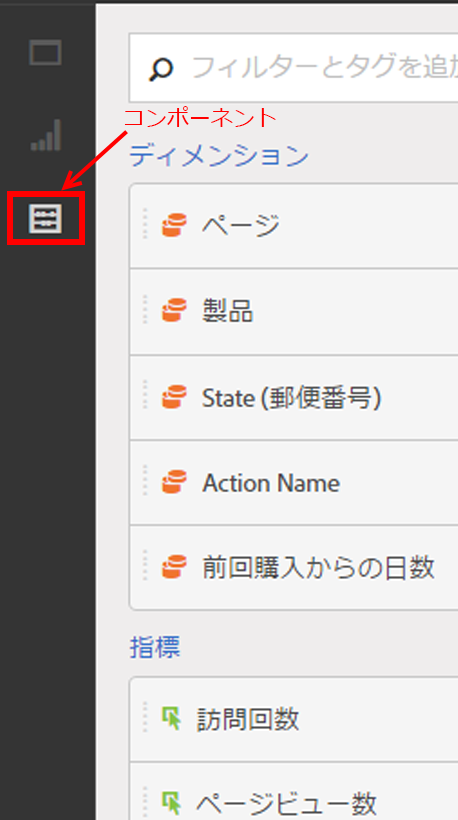 フィルターとタグを追加
コンポーネント
ディメンション
ページ
製品
State (郵便番号)
Action Name
前回購入からの日数
指標
訪問回数
ページビュー数